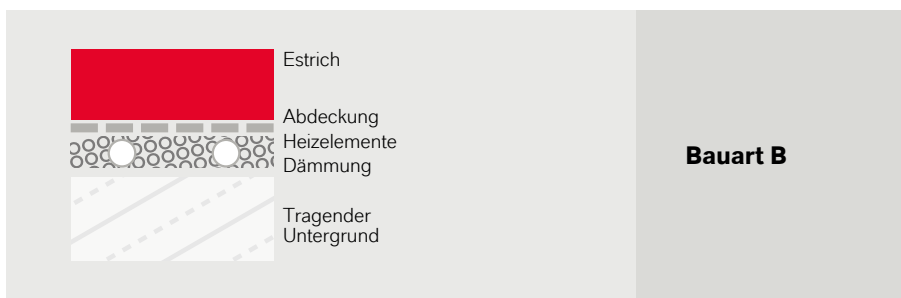 Estrich
Abdeckung
Heizelemente
Dämmung
Tragender
Untergrund
Bauart B